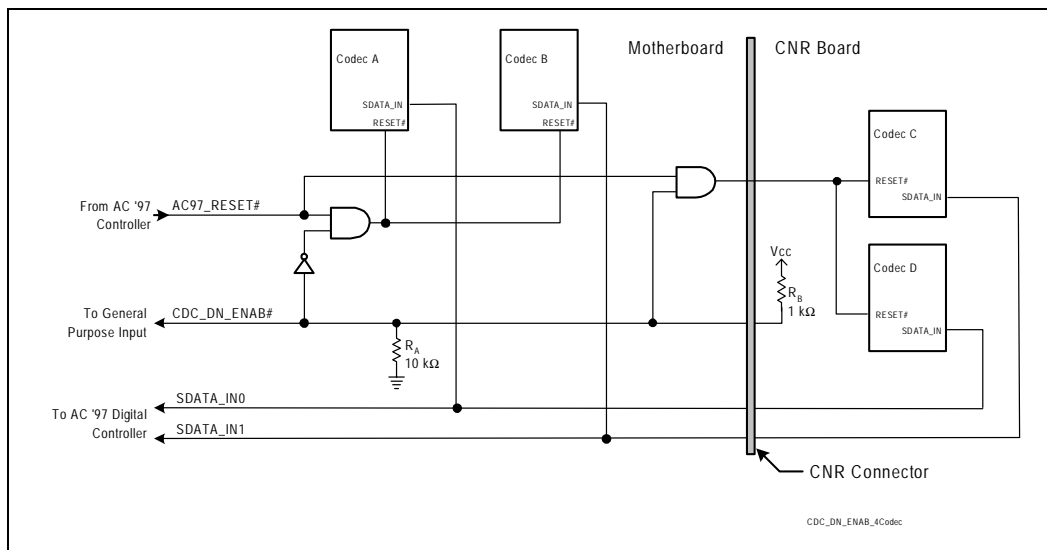 Motherboard
CNR Board
Codec A
SDATA_IN
RESET#
Codec B
SDATA_IN
RESET#
Codec C
RESET#
SDATA_IN
From AC '97
Controller
AC97_RESET#
Vcc
R_B
1 kΩ
Codec D
RESET#
SDATA_IN
To General
Purpose Input
CDC_DN_ENAB#
R_A
10 kΩ
To AC '97 Digital
Controller
SDATA_IN0
SDATA_IN1
CNR Connector
CDC_DN_ENAB_4Codec